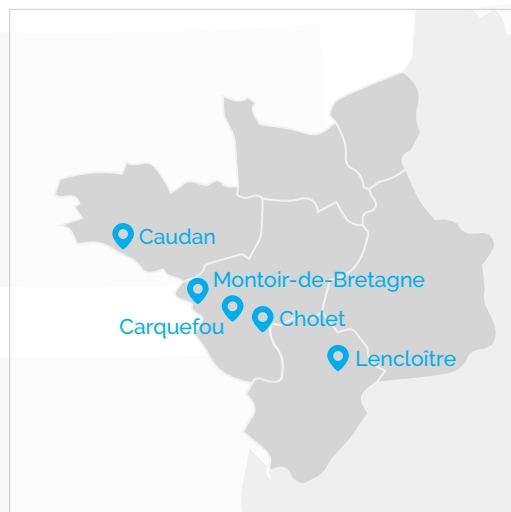 Caudan
Montoir-de-Bretagne
Cholet
Carquefou
Lencloître